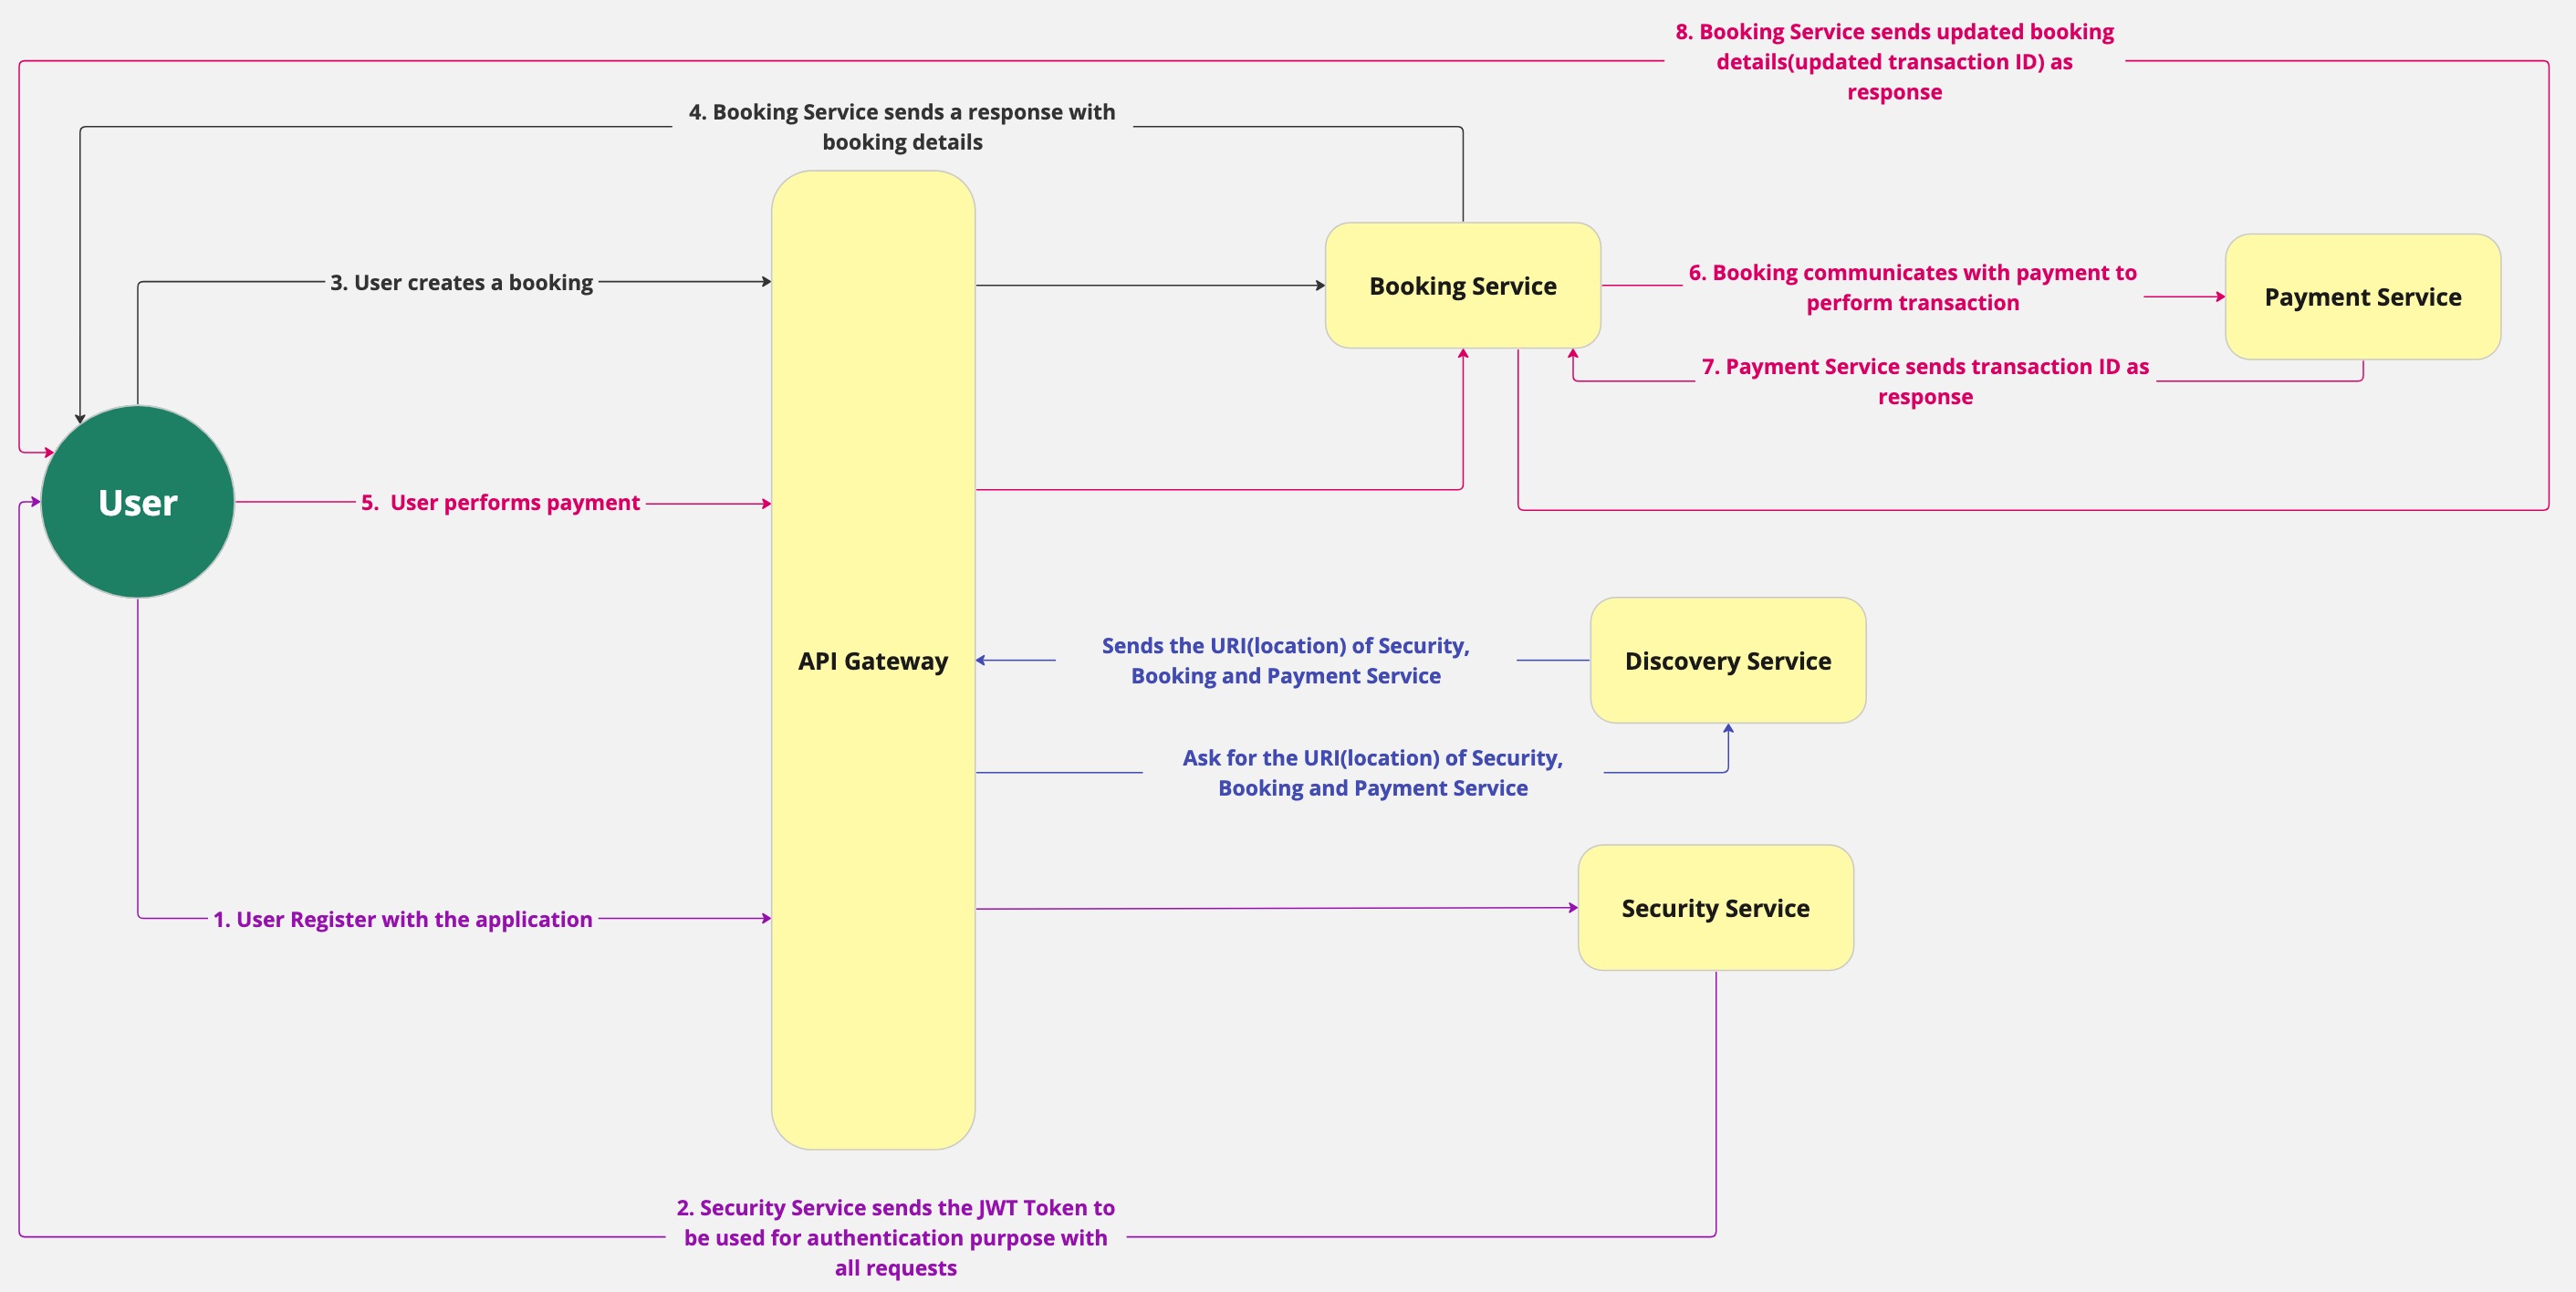 8. Booking Service sends updated booking
details(updated transaction ID) as
response
4. Booking Service sends a response with
booking details
3. User creates a booking
Booking Service
6. Booking communicates with payment to
perform transaction
Payment Service
7. Payment Service sends transaction ID as
response
User
5.  User performs payment
API Gateway
Sends the URI(location) of Security,
Booking and Payment Service
Discovery Service
Ask for the URI(location) of Security,
Booking and Payment Service
1. User Register with the application
Security Service
2. Security Service sends the JWT Token to
be used for authentication purpose with
all requests